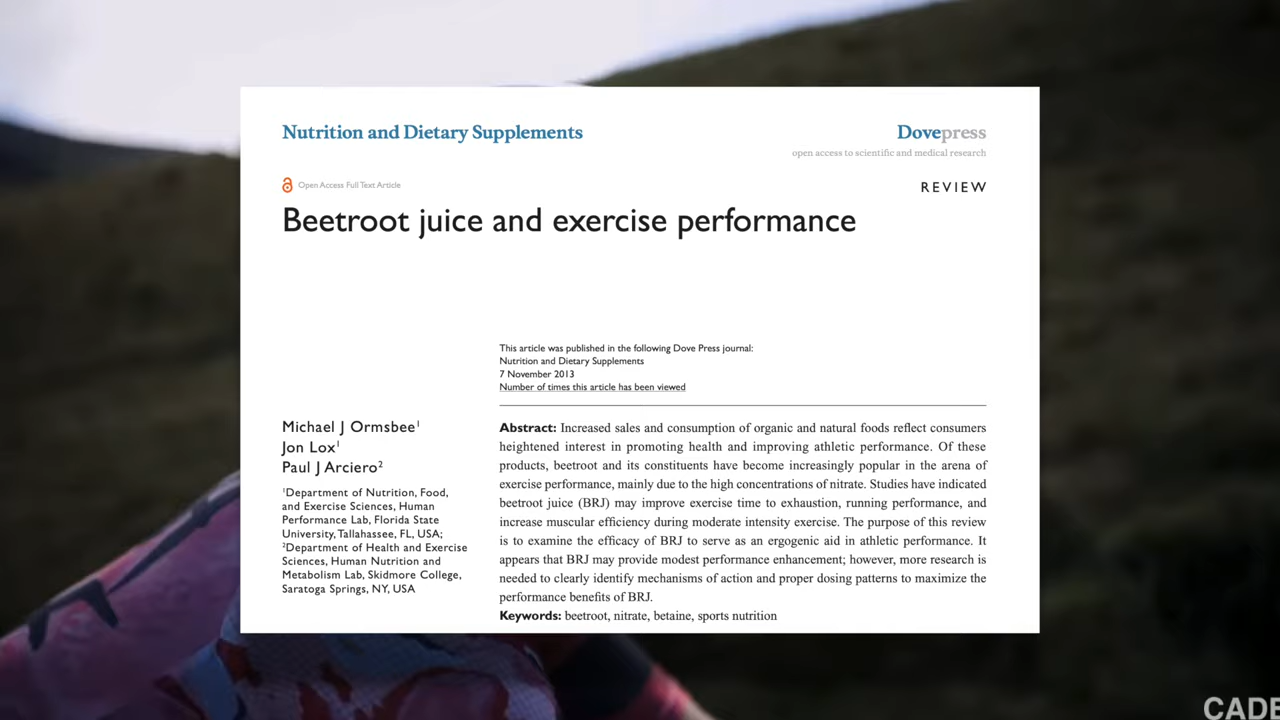 Nutrition and Dietary Supplements
Dovepress
open access to scientific and medical research
Open Access Full Text Article
REVIEW
Beetroot juice and exercise performance
This article was published in the following Dove Press journal:
Nutrition and Dietary Supplements
7 November 2013
Number of times this article has been viewed
Michael J Ormsbee¹
Jon Lox¹
Paul J Arciero²
¹Department of Nutrition, Food,
and Exercise Sciences, Human
Performance Lab, Florida State
University, Tallahassee, FL, USA;
²Department of Health and Exercise
Sciences, Human Nutrition and
Metabolism Lab, Skidmore College,
Saratoga Springs, NY, USA
Abstract: Increased sales and consumption of organic and natural foods reflect consumers
heightened interest in promoting health and improving athletic performance. Of these
products, beetroot and its constituents have become increasingly popular in the arena of
exercise performance, mainly due to the high concentrations of nitrate. Studies have indicated
beetroot juice (BRJ) may improve exercise time to exhaustion, running performance, and
increase muscular efficiency during moderate intensity exercise. The purpose of this review
is to examine the efficacy of BRJ to serve as an ergogenic aid in athletic performance. It
appears that BRJ may provide modest performance enhancement; however, more research is
needed to clearly identify mechanisms of action and proper dosing patterns to maximize the
performance benefits of BRJ.
Keywords: beetroot, nitrate, betaine, sports nutrition